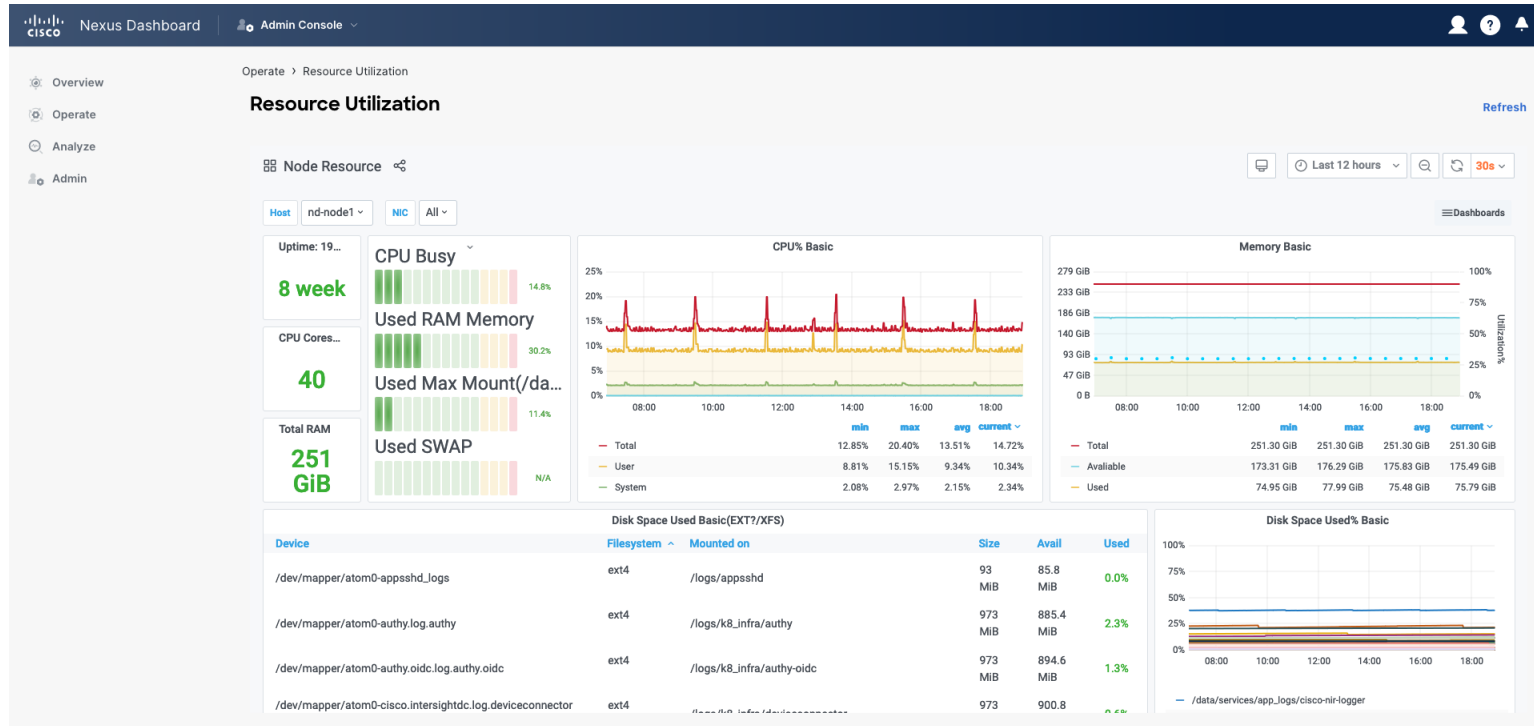 CISCO
Nexus Dashboard
Admin Console
Overview
Operate
Analyze
Admin
Operate › Resource Utilization
Resource Utilization
Refresh
Node Resource
Last 12 hours
30s
Host nd-node1 NIC All
Dashboards
Uptime: 19...
8 week
CPU Cores...
40
Total RAM
251
GiB
CPU Busy
14.8%
Used RAM Memory
30.2%
Used Max Mount(/da...
11.4%
Used SWAP
N/A
CPU% Basic
25%
20%
15%
10%
5%
0%
08:00 10:00 12:00 14:00 16:00 18:00
min max avg current
Total 12.85% 20.40% 13.51% 14.72%
User 8.81% 15.15% 9.34% 10.34%
System 2.08% 2.97% 2.15% 2.34%
Memory Basic
279 GiB 100%
233 GiB
186 GiB 75%
140 GiB 50%
93 GiB
47 GiB 25%
0 B 0%
Utilization%
08:00 10:00 12:00 14:00 16:00 18:00
min max avg current
Total 251.30 GiB 251.30 GiB 251.30 GiB 251.30 GiB
Avaliable 173.31 GiB 176.29 GiB 175.83 GiB 175.49 GiB
Used 74.95 GiB 77.99 GiB 75.48 GiB 75.79 GiB
Disk Space Used Basic(EXT?/XFS)
Device Filesystem Mounted on Size Avail Used
/dev/mapper/atom0-appsshd_logs ext4 /logs/appsshd 93 MiB 85.8 MiB 0.0%
/dev/mapper/atom0-authy.log.authy ext4 /logs/k8_infra/authy 973 MiB 885.4 MiB 2.3%
/dev/mapper/atom0-authy.oidc.log.authy.oidc ext4 /logs/k8_infra/authy-oidc 973 MiB 894.6 MiB 1.3%
/dev/mapper/atom0-cisco.intersightdc.log.deviceconnector ext4 /logs/k8_infra/deviceconnector 973 900.8 0.6%
Disk Space Used% Basic
100%
75%
50%
25%
0%
08:00 10:00 12:00 14:00 16:00 18:00
/data/services/app_logs/cisco-nir-logger